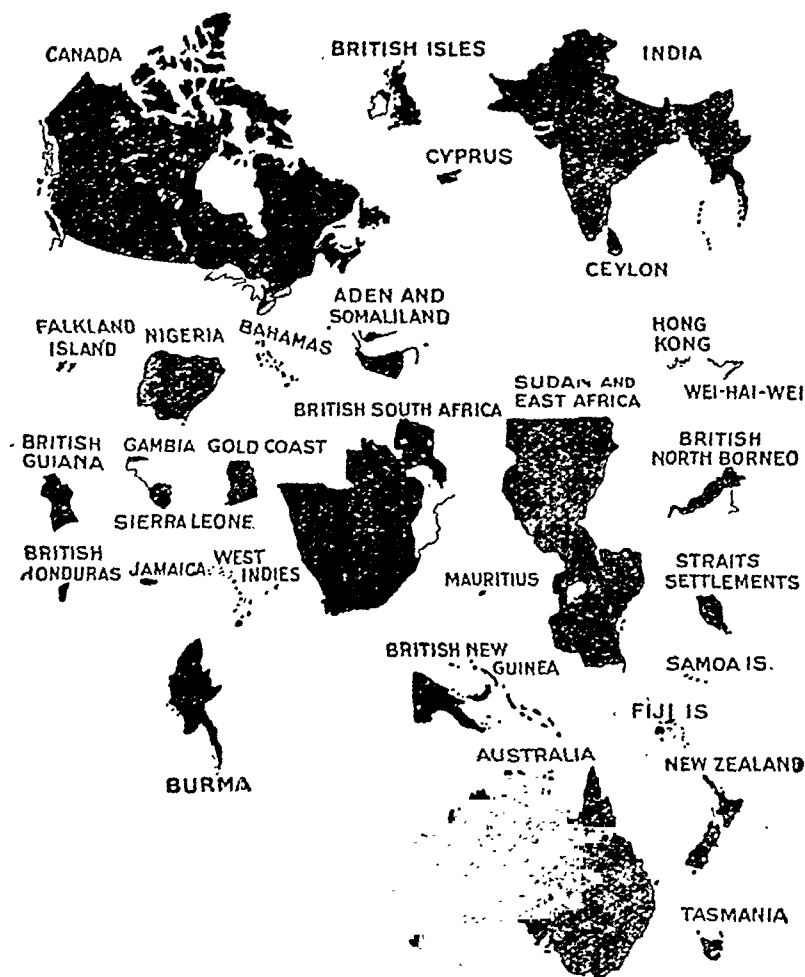 CANADA
BRITISH ISLES
INDIA
CYPRUS
CEYLON
ADEN AND
SOMALILAND
FALKLAND
ISLAND
NIGERIA
BAHAMAS
HONG
KONG
WEI-HAI-WEI
SUDAN AND
EAST AFRICA
BRITISH SOUTH AFRICA
BRITISH
GUIANA
GAMBIA
GOLD COAST
BRITISH
NORTH BORNEO
SIERRA LEONE
BRITISH
HONDURAS
JAMAICA
WEST
INDIES
MAURITIUS
STRAITS
SETTLEMENTS
BRITISH NEW
GUINEA
SAMOA IS.
FIJI IS
BURMA
AUSTRALIA
NEW ZEALAND
TASMANIA